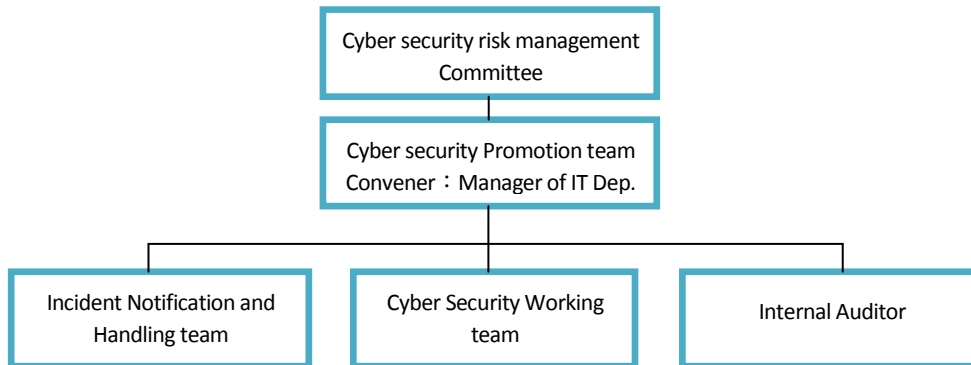 Cyber security risk management
Committee
Cyber security Promotion team
Convener：Manager of IT Dep.
Incident Notification and
Handling team
Cyber Security Working
team
Internal Auditor